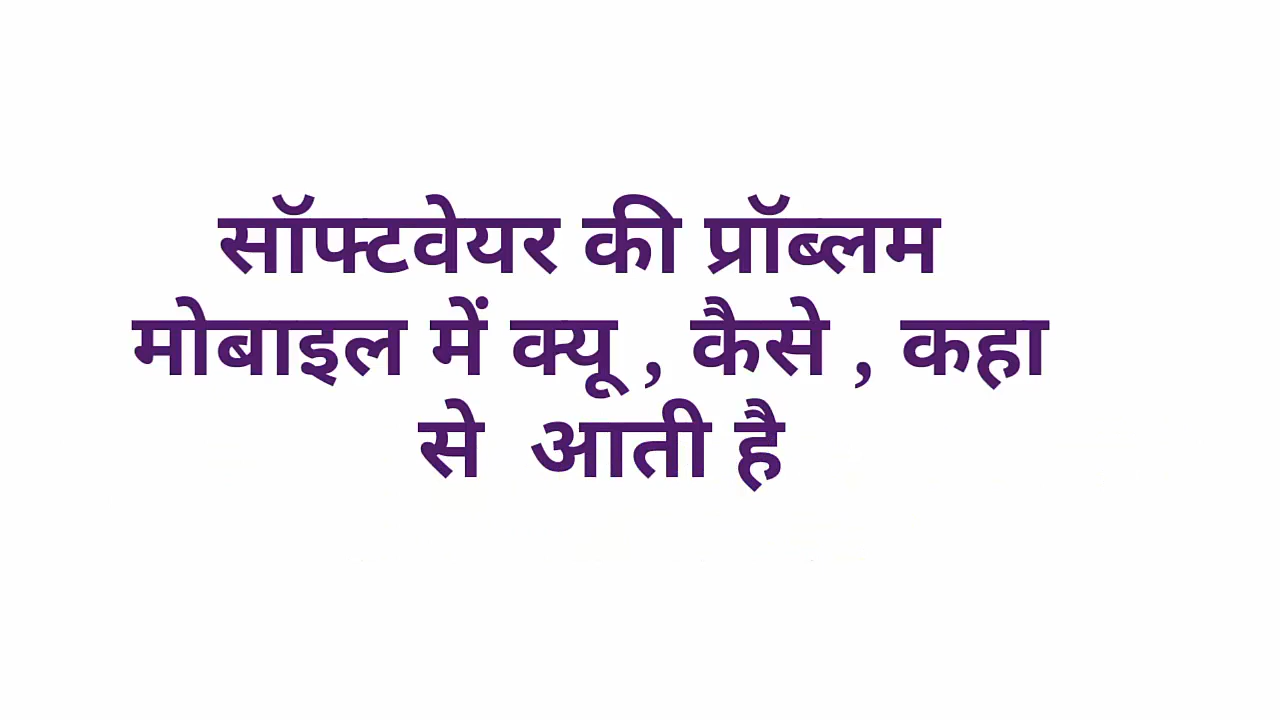 सॉफ्टवेयर की प्रॉब्लम
मोबाइल में क्यू , कैसे , कहा
से आती है